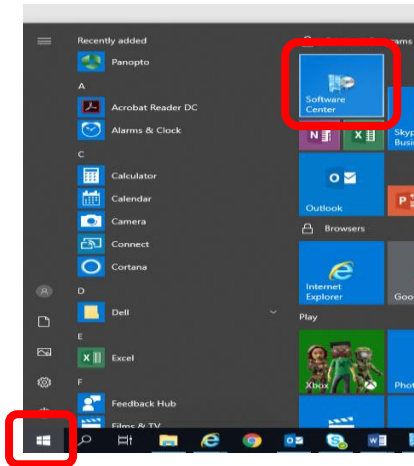 Recently added
Panopto
A
Acrobat Reader DC
Alarms & Clock
C
Calculator
Calendar
Camera
Connect
Cortana
D
Dell
E
Excel
F
Feedback Hub
Films & TV
Software
Center
Outlook
Browsers
Internet
Explorer
Play
Xbox